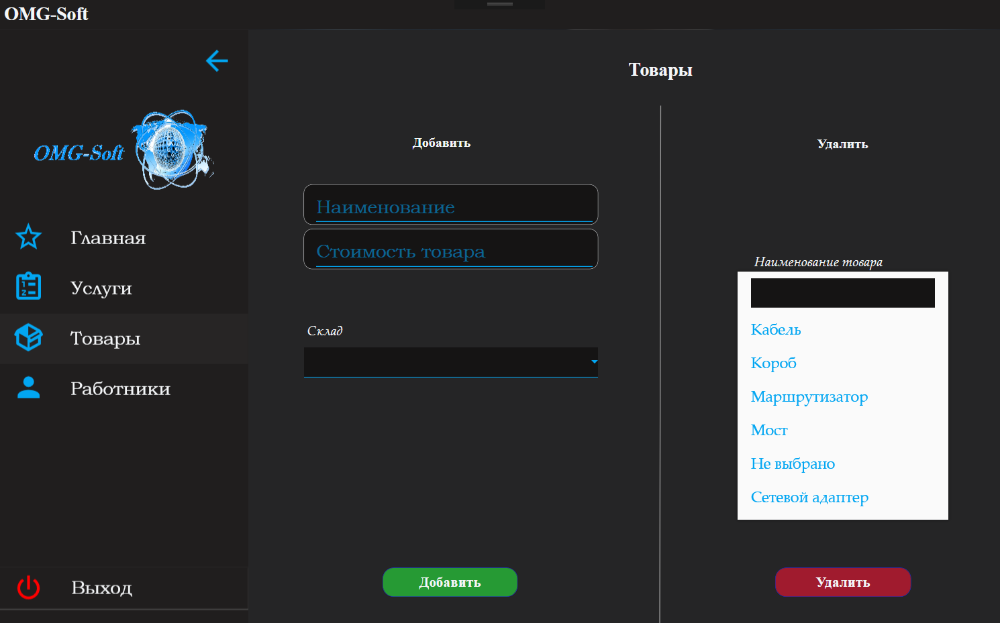 OMG-Soft
Товары
OMG-Soft
Главная
Услуги
Товары
Работники
Выход
Добавить
Наименование
Стоимость товара
Склад
Добавить
Удалить
Наименование товара
Кабель
Короб
Маршрутизатор
Мост
Не выбрано
Сетевой адаптер
Удалить